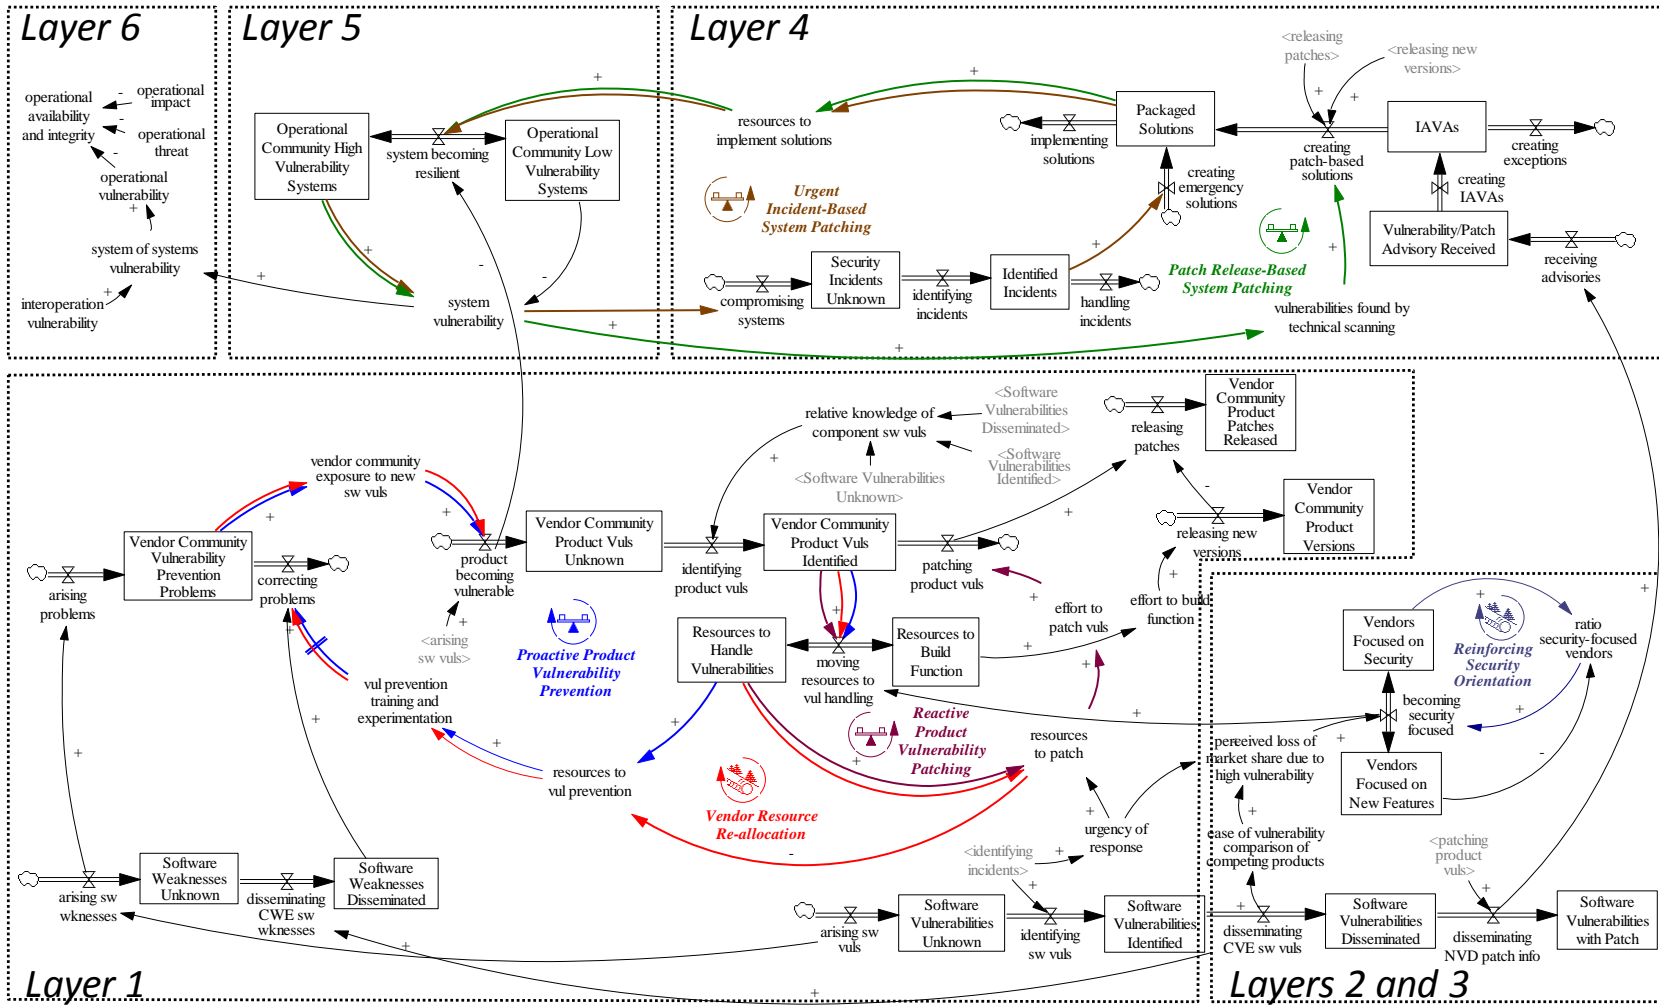 Layer 6
operational
availability
and integrity
operational
impact
operational
threat
operational
vulnerability
system of systems
vulnerability
interoperation
vulnerability
-
-
-
+
+
Layer 5
Operational
Community High
Vulnerability
Systems
system becoming
resilient
Operational
Community Low
Vulnerability
Systems
system
vulnerability
+
+
-
-
+
+
+
Layer 4
resources to
implement solutions
+
implementing
solutions
Packaged
Solutions
<releasing
patches>
<releasing new
versions>
+
+
creating
patch-based
solutions
IAVAs
creating
exceptions
creating
emergency
solutions
creating
IAVAs
Vulnerability/Patch
Advisory Received
receiving
advisories
Urgent
Incident-Based
System Patching
Patch Release-Based
System Patching
compromising
systems
Security
Incidents
Unknown
identifying
incidents
Identified
Incidents
handling
incidents
+
+
+
vulnerabilities found by
technical scanning
Layer 1
vendor community
exposure to new
sw vuls
+
+
Vendor Community
Vulnerability
Prevention
Problems
arising
problems
correcting
problems
product
becoming
vulnerable
+
<arising
sw vuls>
Vendor Community
Product Vuls
Unknown
identifying
product vuls
relative knowledge of
component sw vuls
<Software
Vulnerabilities
Disseminated>
<Software
Vulnerabilities
Identified>
<Software Vulnerabilities
Unknown>
+
Vendor Community
Product Vuls
Identified
patching
product vuls
releasing
patches
Vendor
Community
Product
Patches
Released
+
-
releasing new
versions
Vendor
Community
Product
Versions
+
+
effort to
patch vuls
effort to build
function
+
+
+
Resources to
Handle
Vulnerabilities
moving
resources to
vul handling
Resources to
Build
Function
+
+
Proactive Product
Vulnerability
Prevention
vul prevention
training and
experimentation
+
+
+
resources to
vul prevention
+
+
+
Reactive
Product
Vulnerability
Patching
resources
to patch
Vendor Resource
Re-allocation
-
+
urgency of
response
<identifying
incidents>
+
+
+
Software
Weaknesses
Unknown
arising sw
wknesses
disseminating
CWE sw
wknesses
Software
Weaknesses
Disseminated
+
+
arising sw
vuls
Software
Vulnerabilities
Unknown
identifying
sw vuls
Software
Vulnerabilities
Identified
Layers 2 and 3
Vendors
Focused on
Security
+
Reinforcing
Security
Orientation
ratio
security-focused
vendors
+
+
-
becoming
security
focused
Vendors
Focused on
New Features
perceived loss of
market share due to
high vulnerability
+
+
ease of vulnerability
comparison of
competing products
+
<patching
product
vuls>
+
disseminating
CVE sw vuls
Software
Vulnerabilities
Disseminated
disseminating
NVD patch info
Software
Vulnerabilities
with Patch